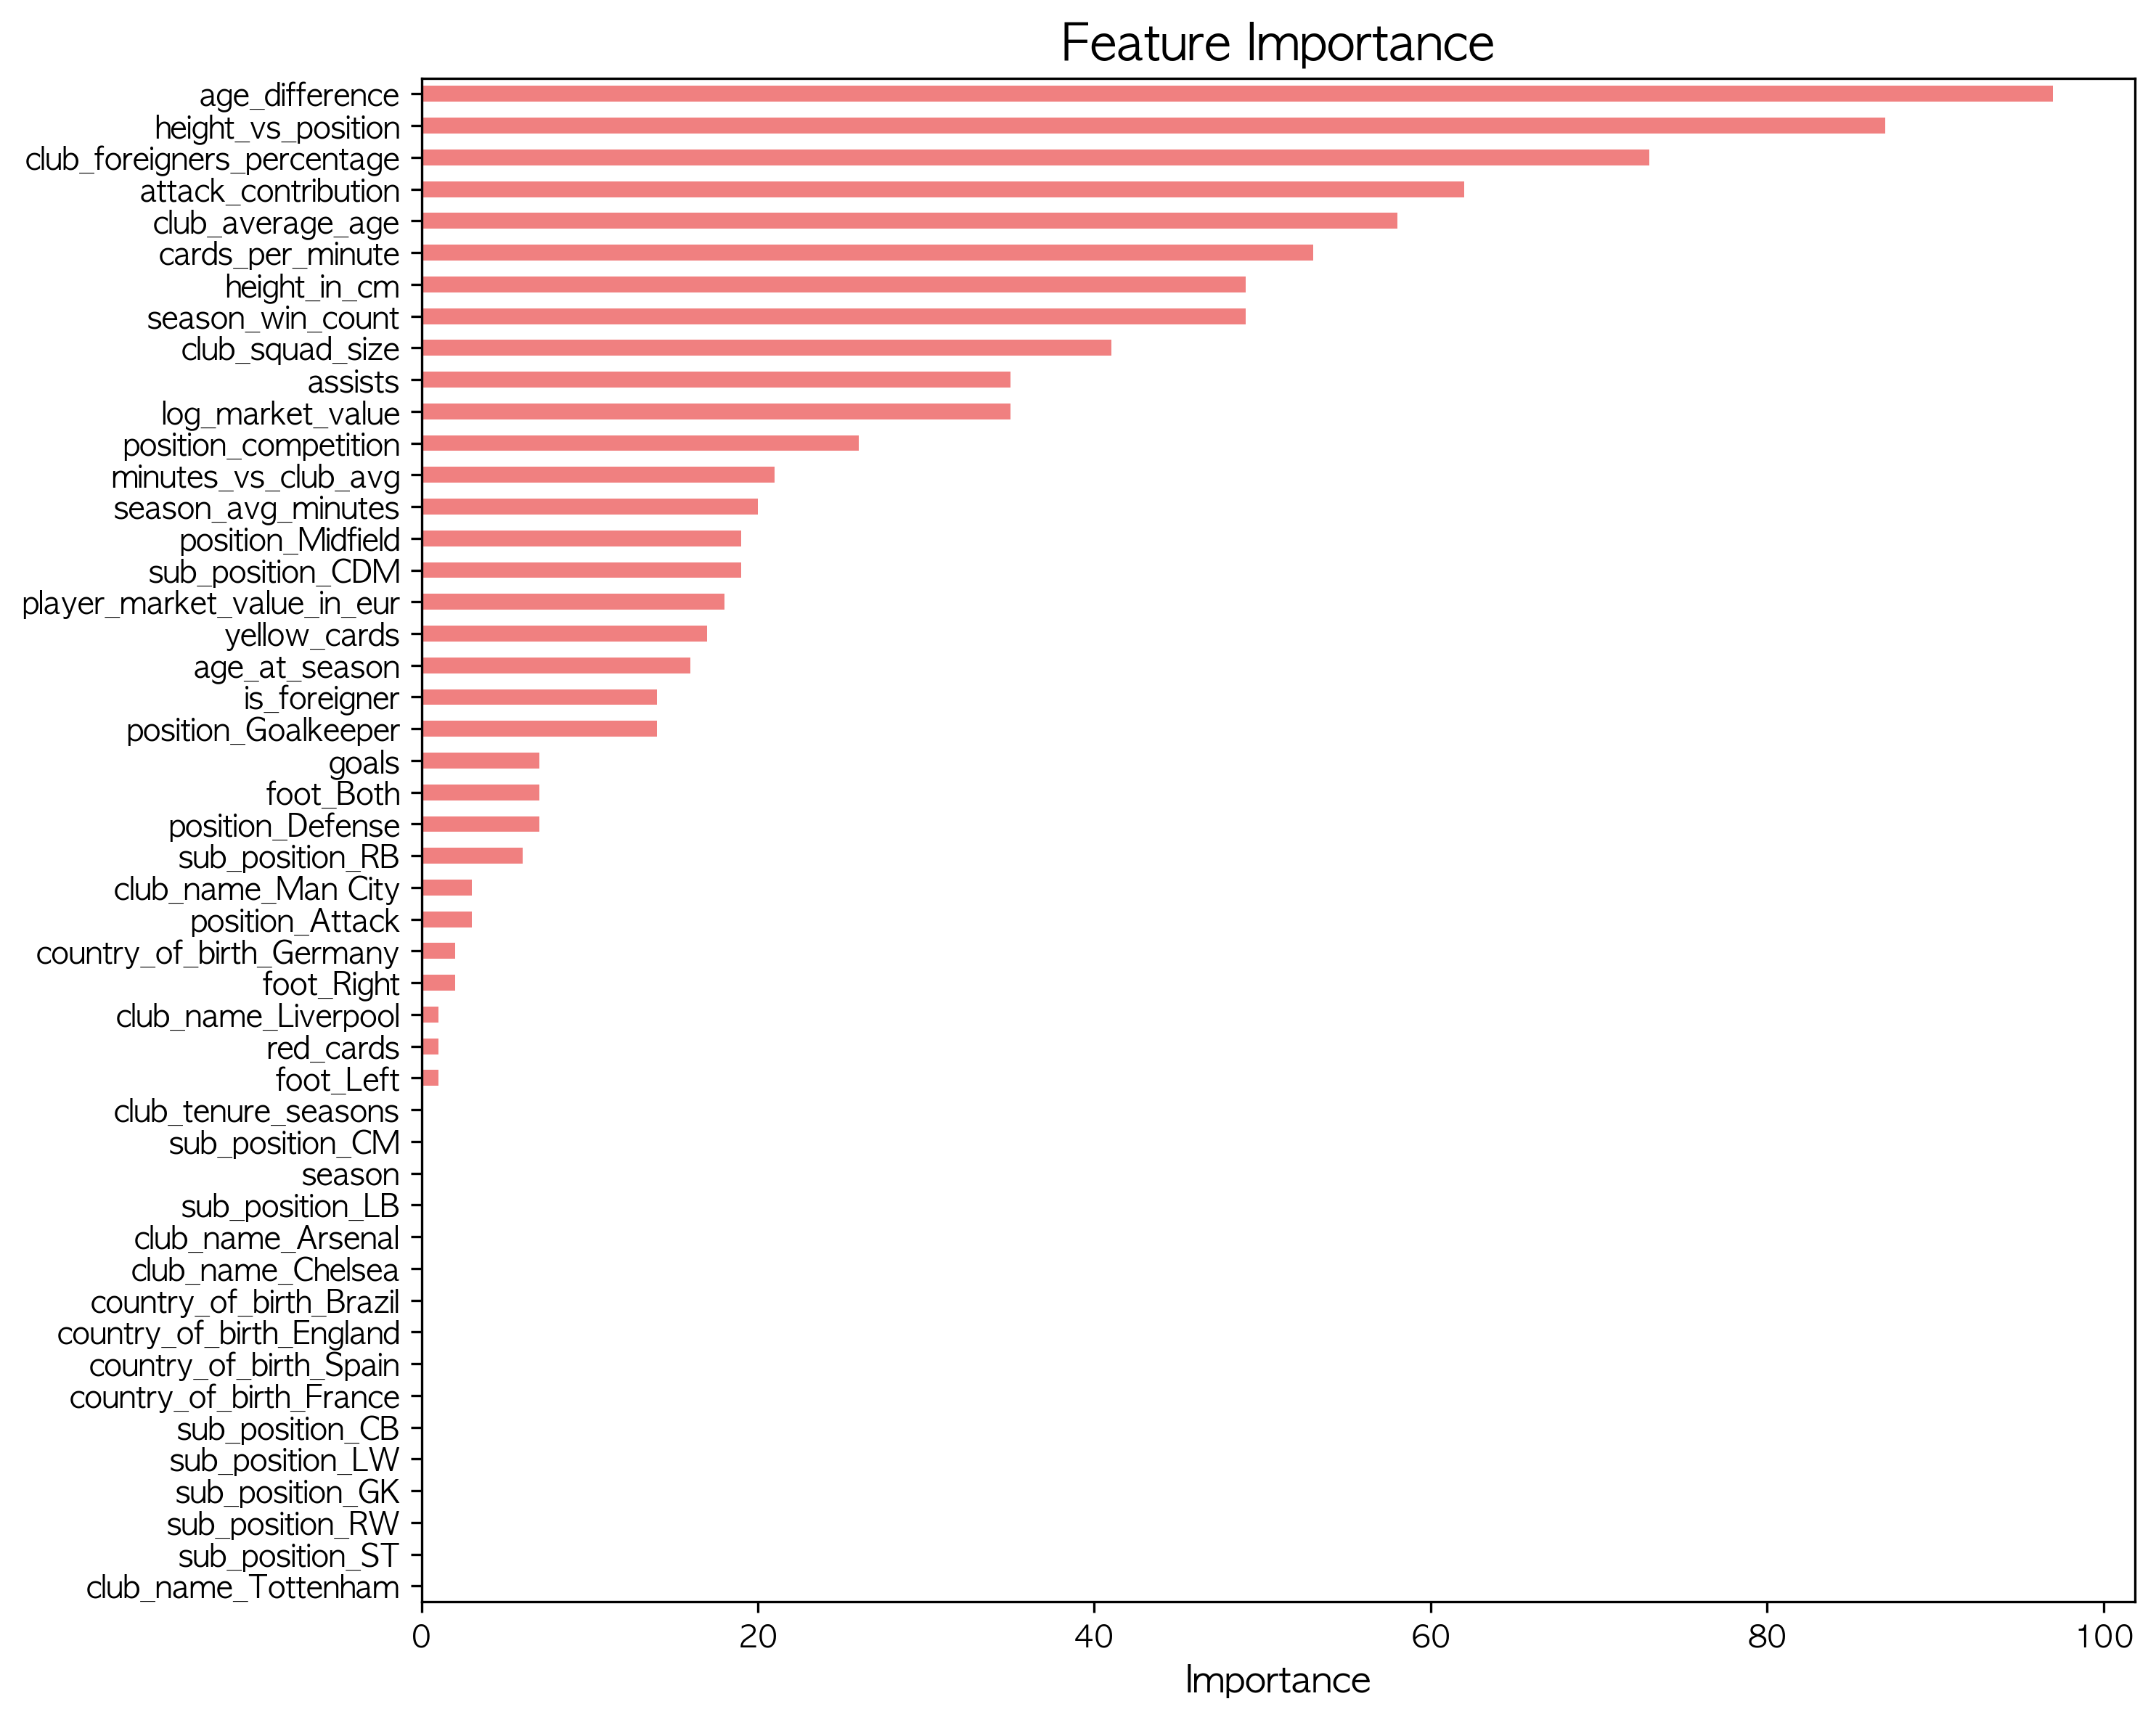 Feature Importance
age_difference
height_vs_position
club_foreigners_percentage
attack_contribution
club_average_age
cards_per_minute
height_in_cm
season_win_count
club_squad_size
assists
log_market_value
position_competition
minutes_vs_club_avg
season_avg_minutes
position_Midfield
sub_position_CDM
player_market_value_in_eur
yellow_cards
age_at_season
is_foreigner
position_Goalkeeper
goals
foot_Both
position_Defense
sub_position_RB
club_name_Man City
position_Attack
country_of_birth_Germany
foot_Right
club_name_Liverpool
red_cards
foot_Left
club_tenure_seasons
sub_position_CM
season
sub_position_LB
club_name_Arsenal
club_name_Chelsea
country_of_birth_Brazil
country_of_birth_England
country_of_birth_Spain
country_of_birth_France
sub_position_CB
sub_position_LW
sub_position_GK
sub_position_RW
sub_position_ST
club_name_Tottenham
0 20 40 60 80 100
Importance